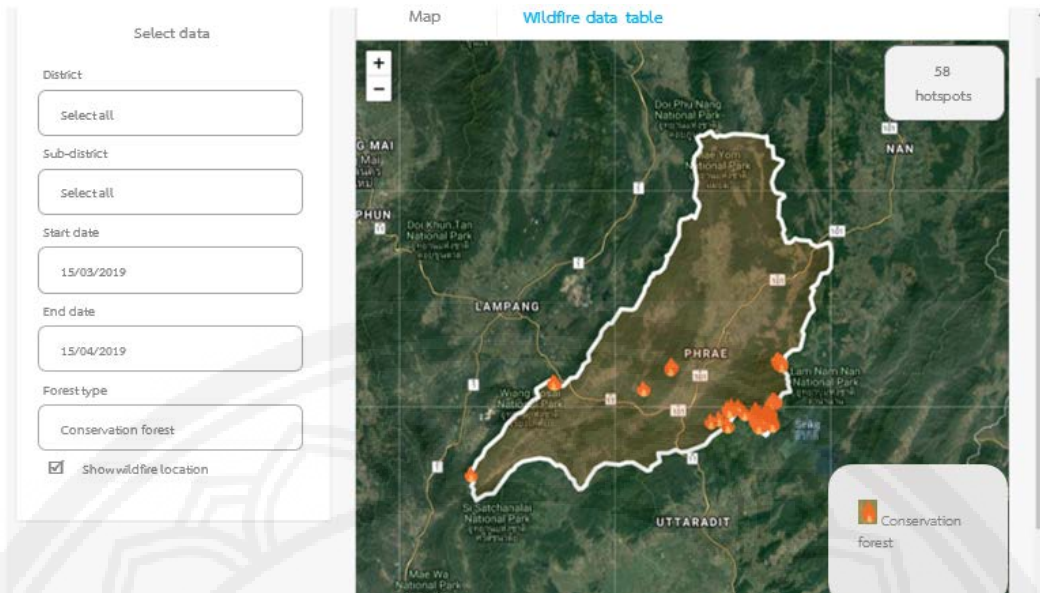 Select data
District
Select all
Sub-district
Select all
Start date
15/03/2019
End date
15/04/2019
Forest type
Conservation forest
Show wildfire location
Map
Wildfire data table
+
−
58
hotspots
Doi Phu Nang
National Park
NAN
G MAI
Mai
PHUN
Doi Khun Tan
National Park
LAMPANG
PHRAE
Lam Nam Nan
National Park
Si Satchanalai
National Park
UTTARADIT
Mae Wa
National Park
Conservation
forest